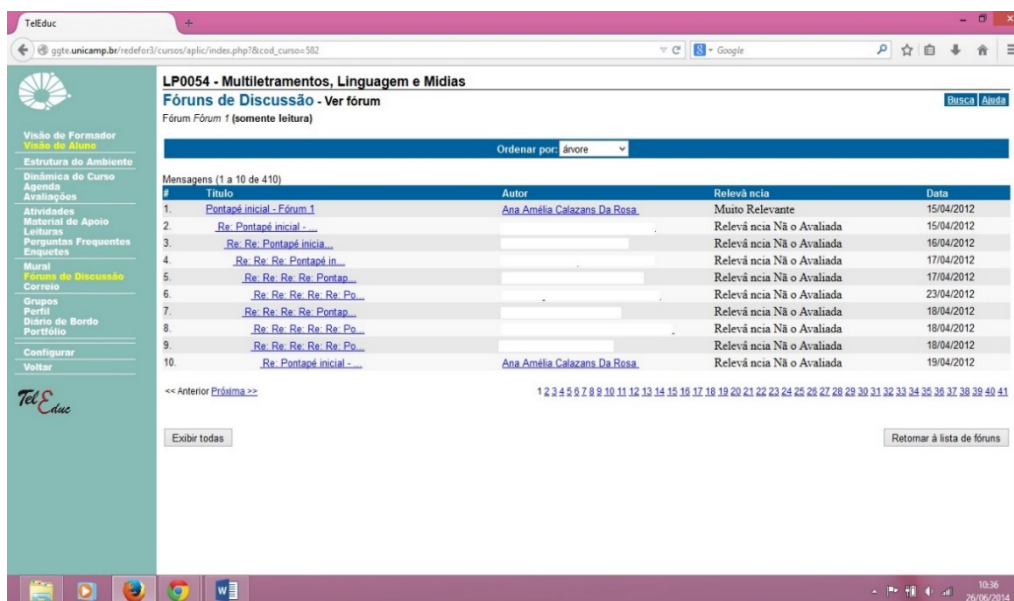 TelEduc
ggte.unicamp.br/redefor3/cursos/aplic/index.php?&cod_curso=582
Google
LP0054 - Multiletramentos, Linguagem e Midias
Fóruns de Discussão - Ver fórum
Busca Ajuda
Fórum Fórum 1 (somente leitura)
Visão de Formador
Visão de Aluno
Estrutura do Ambiente
Dinâmica do Curso
Agenda
Avaliações
Atividades
Material de Apoio
Leituras
Perguntas Frequentes
Enquetes
Mural
Fóruns de Discussão
Correio
Grupos
Perfil
Diário de Bordo
Portfólio
Configurar
Voltar
TelEduc
Ordenar por: árvore
Mensagens (1 a 10 de 410)
# Título Autor Relevâ ncia Data
1. Pontapé inicial - Fórum 1 Ana Amélia Calazans Da Rosa Muito Relevante 15/04/2012
2. Re: Pontapé inicial - ... Relevâ ncia Nã o Avaliada 15/04/2012
3. Re: Re: Pontapé inicia... Relevâ ncia Nã o Avaliada 16/04/2012
4. Re: Re: Re: Pontapé in... Relevâ ncia Nã o Avaliada 17/04/2012
5. Re: Re: Re: Re: Pontap... Relevâ ncia Nã o Avaliada 17/04/2012
6. Re: Re: Re: Re: Re: Po... Relevâ ncia Nã o Avaliada 23/04/2012
7. Re: Re: Re: Re: Pontap... Relevâ ncia Nã o Avaliada 18/04/2012
8. Re: Re: Re: Re: Re: Po... Relevâ ncia Nã o Avaliada 18/04/2012
9. Re: Re: Re: Re: Re: Po... Relevâ ncia Nã o Avaliada 18/04/2012
10. Re: Pontapé inicial - ... Ana Amélia Calazans Da Rosa Relevâ ncia Nã o Avaliada 19/04/2012
<< Anterior Próxima >> 1 2 3 4 5 6 7 8 9 10 11 12 13 14 15 16 17 18 19 20 21 22 23 24 25 26 27 28 29 30 31 32 33 34 35 36 37 38 39 40 41
Exibir todas Retornar à lista de fóruns
10:36
26/06/2014